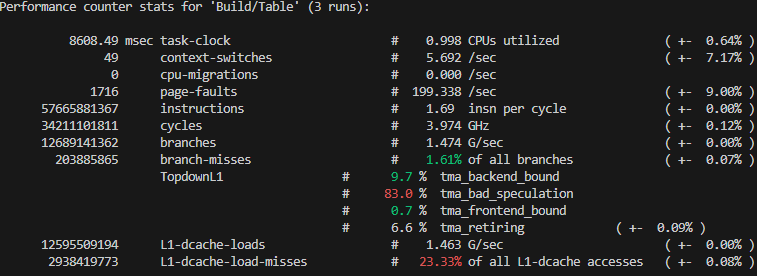 Performance counter stats for 'Build/Table' (3 runs):
8608.49 msec task-clock # 0.998 CPUs utilized ( +- 0.64% )
49 context-switches # 5.692 /sec ( +- 7.17% )
0 cpu-migrations # 0.000 /sec
1716 page-faults # 199.338 /sec ( +- 9.00% )
57665881367 instructions # 1.69 insn per cycle ( +- 0.00% )
34211101811 cycles # 3.974 GHz ( +- 0.12% )
12689141362 branches # 1.474 G/sec ( +- 0.00% )
203885865 branch-misses # 1.61% of all branches ( +- 0.07% )
TopdownL1 # 9.7 % tma_backend_bound
# 83.0 % tma_bad_speculation
# 0.7 % tma_frontend_bound
# 6.6 % tma_retiring ( +- 0.09% )
12595509194 L1-dcache-loads # 1.463 G/sec ( +- 0.00% )
2938419773 L1-dcache-load-misses # 23.33% of all L1-dcache accesses ( +- 0.08% )